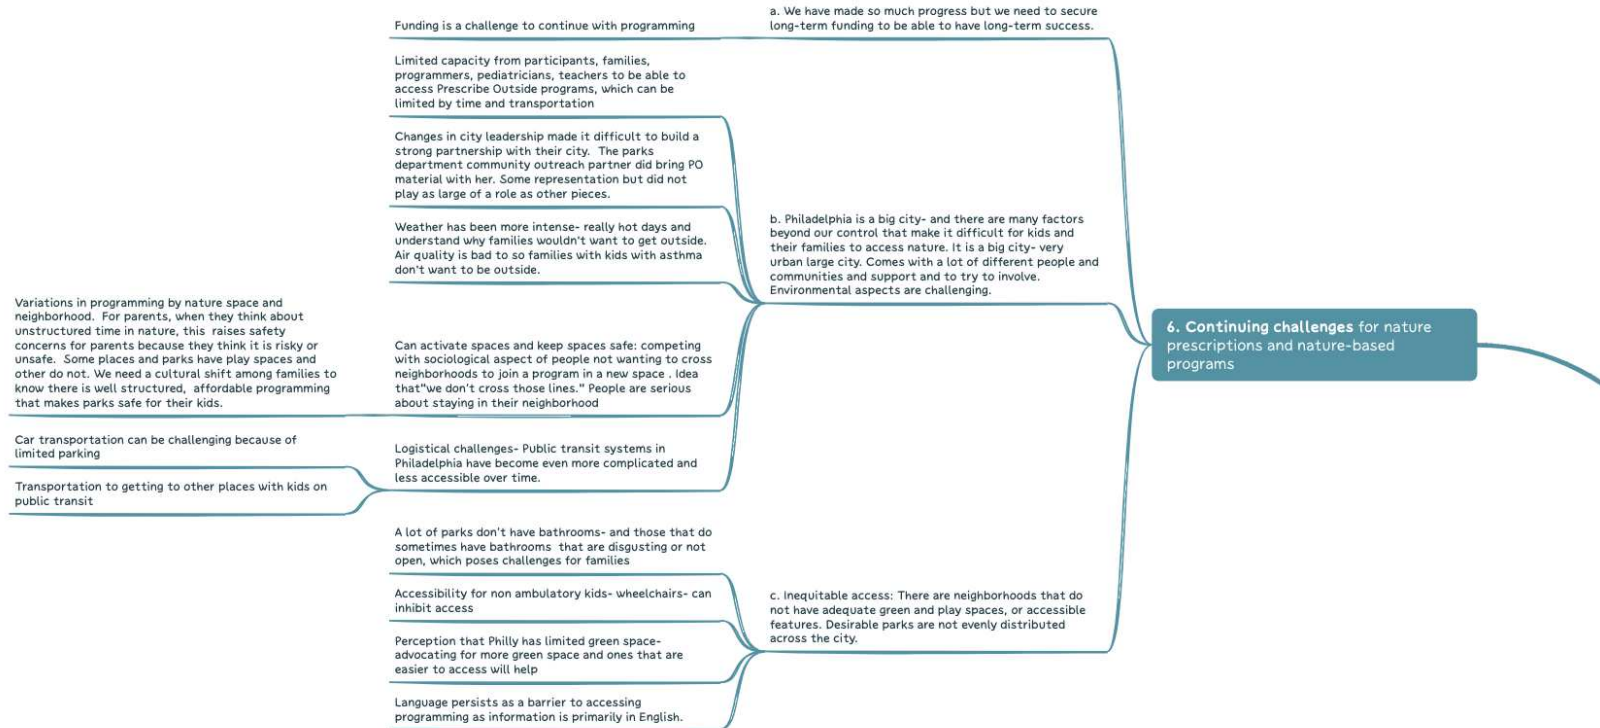 6. Continuing challenges for nature
prescriptions and nature-based
programs
a. We have made so much progress but we need to secure
long-term funding to be able to have long-term success.
Funding is a challenge to continue with programming
b. Philadelphia is a big city- and there are many factors
beyond our control that make it difficult for kids and
their families to access nature. It is a big city- very
urban large city. Comes with a lot of different people and
communities and support and to try to involve.
Environmental aspects are challenging.
Limited capacity from participants, families,
programmers, pediatricians, teachers to be able to
access Prescribe Outside programs, which can be
limited by time and transportation
Changes in city leadership made it difficult to build a
strong partnership with their city. The parks
department community outreach partner did bring PO
material with her. Some representation but did not
play as large of a role as other pieces.
Weather has been more intense- really hot days and
understand why families wouldn't want to get outside.
Air quality is bad to so families with kids with asthma
don't want to be outside.
Can activate spaces and keep spaces safe: competing
with sociological aspect of people not wanting to cross
neighborhoods to join a program in a new space . Idea
that"we don't cross those lines." People are serious
about staying in their neighborhood
Variations in programming by nature space and
neighborhood. For parents, when they think about
unstructured time in nature, this raises safety
concerns for parents because they think it is risky or
unsafe. Some places and parks have play spaces and
other do not. We need a cultural shift among families to
know there is well structured, affordable programming
that makes parks safe for their kids.
Logistical challenges- Public transit systems in
Philadelphia have become even more complicated and
less accessible over time.
Car transportation can be challenging because of
limited parking
Transportation to getting to other places with kids on
public transit
c. Inequitable access: There are neighborhoods that do
not have adequate green and play spaces, or accessible
features. Desirable parks are not evenly distributed
across the city.
A lot of parks don't have bathrooms- and those that do
sometimes have bathrooms that are disgusting or not
open, which poses challenges for families
Accessibility for non ambulatory kids- wheelchairs- can
inhibit access
Perception that Philly has limited green space-
advocating for more green space and ones that are
easier to access will help
Language persists as a barrier to accessing
programming as information is primarily in English.